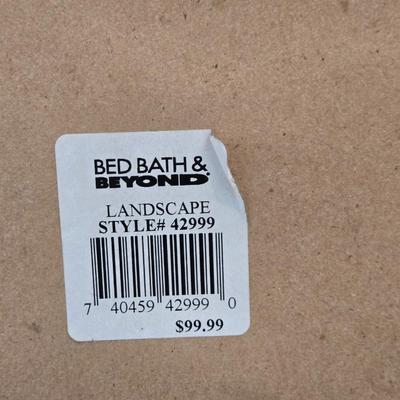 BED BATH &
BEYOND®
LANDSCAPE
STYLE# 42999
7 40459 42999 0
$99.99